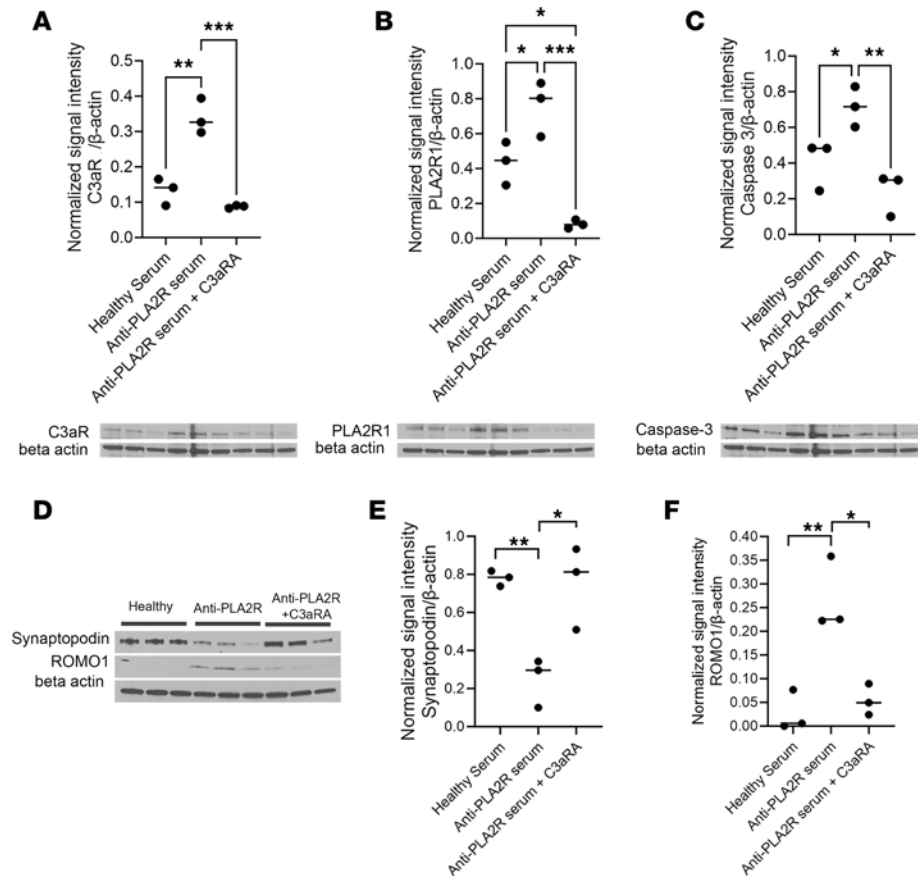 A
Normalized signal intensity
C3aR /β-actin
0.5
0.3
0.2
0.1
0.0
**
***
Healthy Serum
Anti-PLA2R serum
Anti-PLA2R serum + C3aRA
C3aR
beta actin
B
Normalized signal intensity
PLA2R1/β-actin
1.0
0.8
0.6
0.4
0.2
0.0
*
*
***
Healthy Serum
Anti-PLA2R serum
Anti-PLA2R serum + C3aRA
PLA2R1
beta actin
C
Normalized signal intensity
Caspase 3/β-actin
1.0
0.8
0.6
0.4
0.2
0.0
*
**
Healthy Serum
Anti-PLA2R serum
Anti-PLA2R serum + C3aRA
Caspase-3
beta actin
D
Healthy
Anti-PLA2R
Anti-PLA2R
+C3aRA
Synaptopodin
ROMO1
beta actin
E
Normalized signal intensity
Synaptopodin/β-actin
1.0
0.8
0.6
0.4
0.2
0.0
**
*
Healthy Serum
Anti-PLA2R serum
Anti-PLA2R serum + C3aRA
F
Normalized signal intensity
ROMO1/β-actin
0.40
0.35
0.30
0.25
0.20
0.15
0.10
0.05
0.00
**
*
Healthy Serum
Anti-PLA2R serum
Anti-PLA2R serum + C3aRA